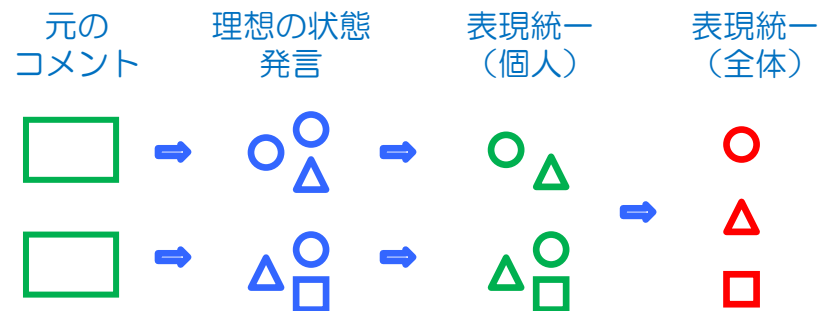 元の
コメント
理想の状態
発言
表現統一
（個人）
表現統一
（全体）